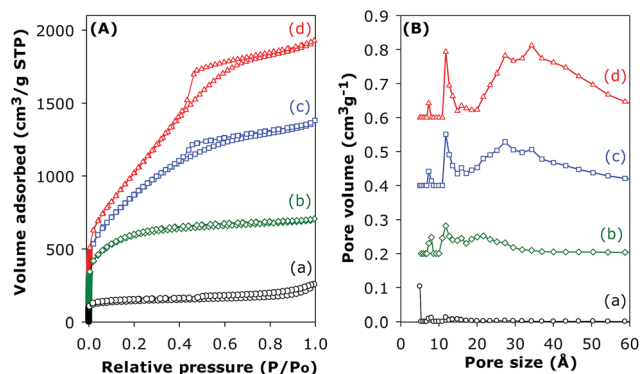 (A)
(d)
(c)
(b)
(a)
2000
1500
1000
500
0
Volume adsorbed (cm³/g STP)
0.0 0.2 0.4 0.6 0.8 1.0
Relative pressure (P/Po)
(B)
(d)
(c)
(b)
(a)
0.9
0.8
0.7
0.6
0.5
0.4
0.3
0.2
0.1
0.0
Pore volume (cm³g-1)
0 10 20 30 40 50 60
Pore size (Å)